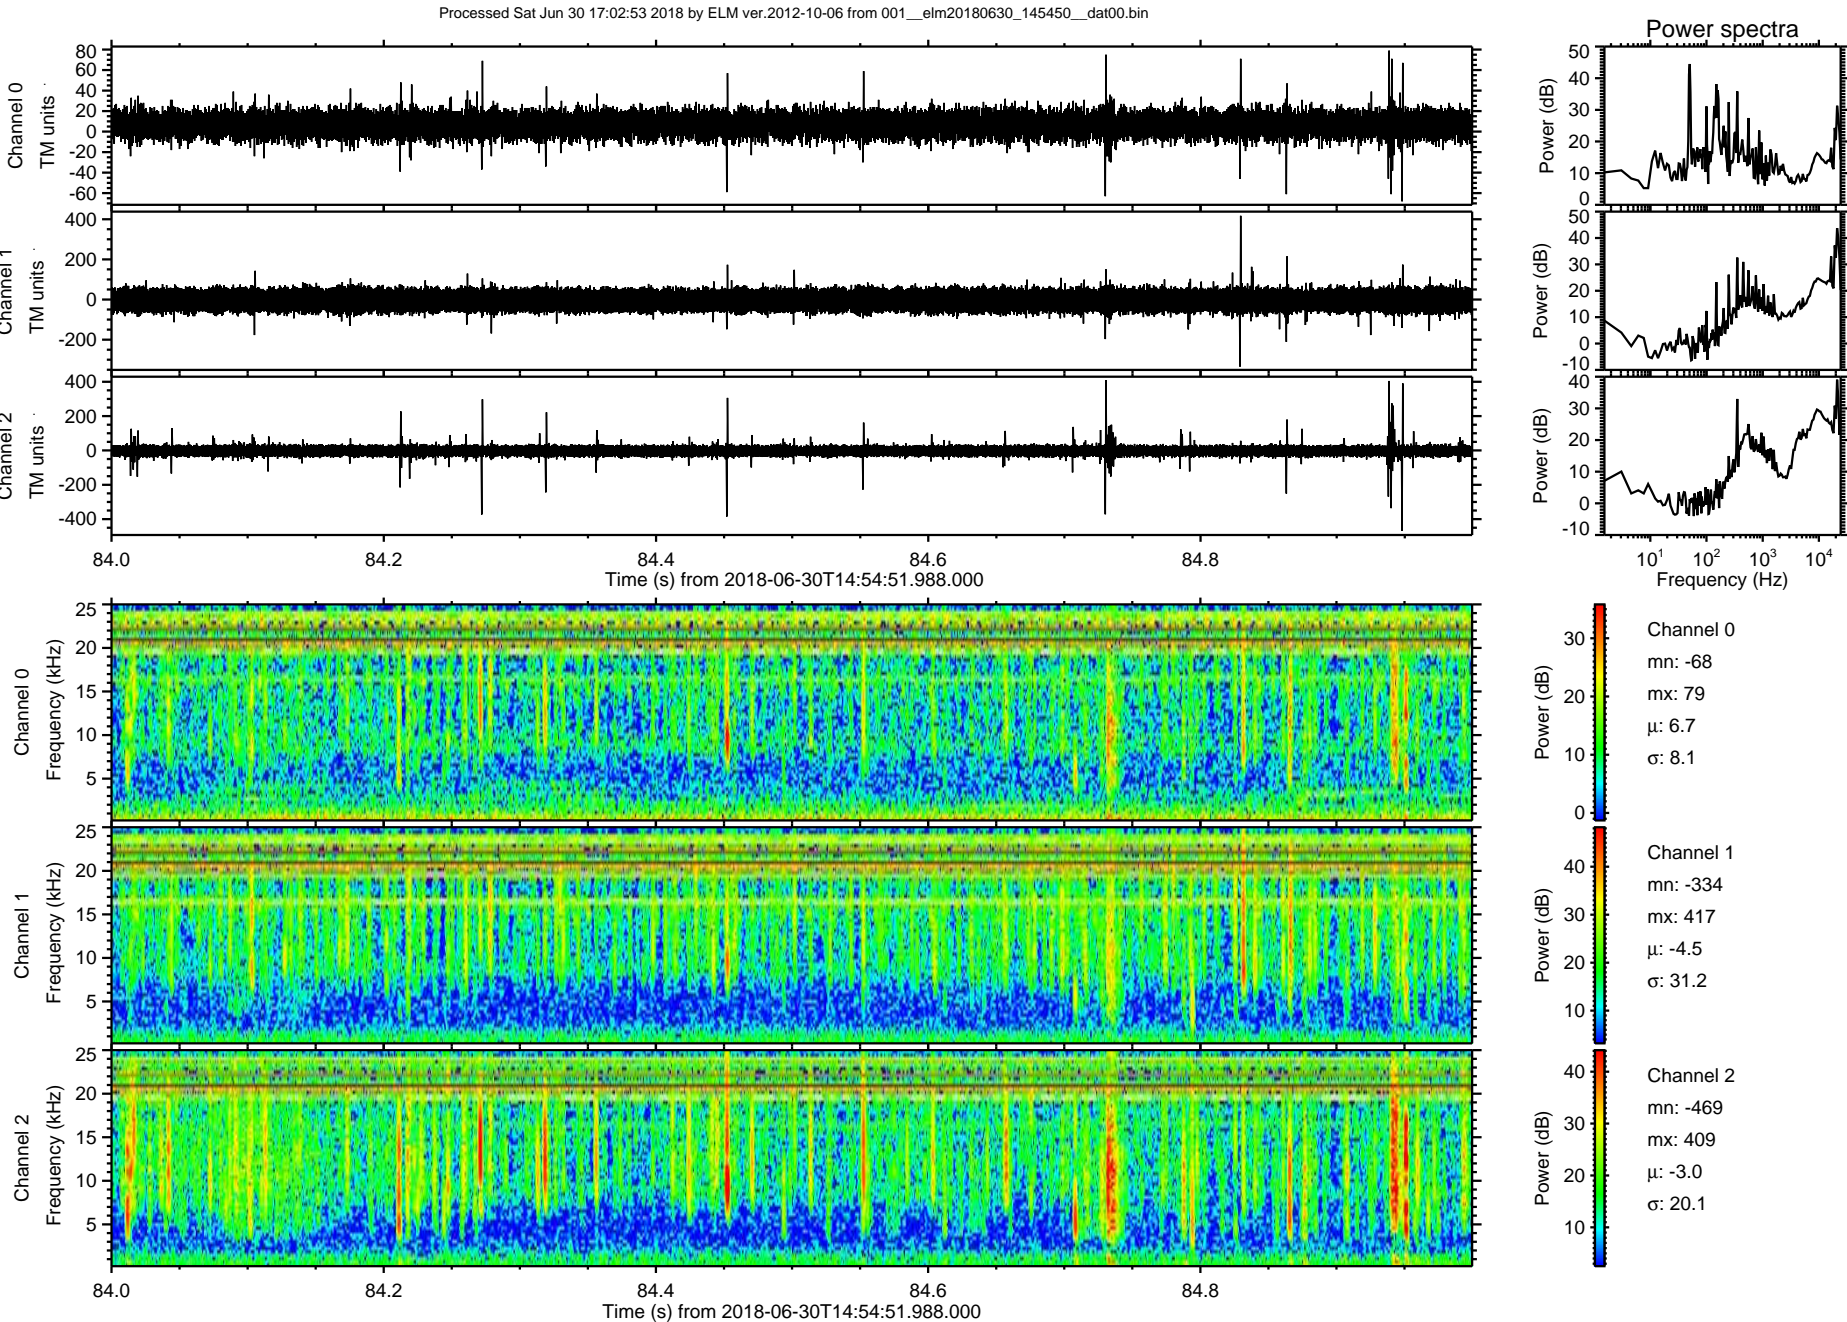 Processed Sat Jun 30 17:02:53 2018 by ELM ver.2012-10-06 from 001__elm20180630_145450__dat00.bin
Power spectra
Channel 0
TM units
80
60
40
20
0
-20
-40
-60
Power (dB)
50
40
30
20
10
0
Channel 1
TM units
400
200
0
-200
Power (dB)
50
40
30
20
10
0
-10
Channel 2
TM units
400
200
0
-200
-400
Power (dB)
40
30
20
10
0
-10
84.0 84.2 84.4 84.6 84.8
Time (s) from 2018-06-30T14:54:51.988.000
10^1 10^2 10^3 10^4
Frequency (Hz)
Channel 0
Frequency (kHz)
25
20
15
10
5
Power (dB)
30
20
10
0
Channel 0
mn: -68
mx: 79
μ: 6.7
σ: 8.1
Channel 1
Frequency (kHz)
25
20
15
10
5
Power (dB)
40
30
20
10
Channel 1
mn: -334
mx: 417
μ: -4.5
σ: 31.2
Channel 2
Frequency (kHz)
25
20
15
10
5
Power (dB)
40
30
20
10
Channel 2
mn: -469
mx: 409
μ: -3.0
σ: 20.1
84.0 84.2 84.4 84.6 84.8
Time (s) from 2018-06-30T14:54:51.988.000